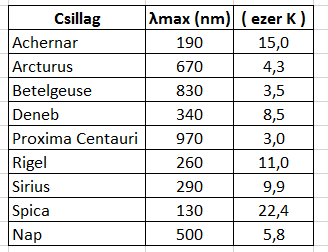 Csillag λmax (nm) ( ezer K )
Achernar 190 15,0
Arcturus 670 4,3
Betelgeuse 830 3,5
Deneb 340 8,5
Proxima Centauri 970 3,0
Rigel 260 11,0
Sirius 290 9,9
Spica 130 22,4
Nap 500 5,8